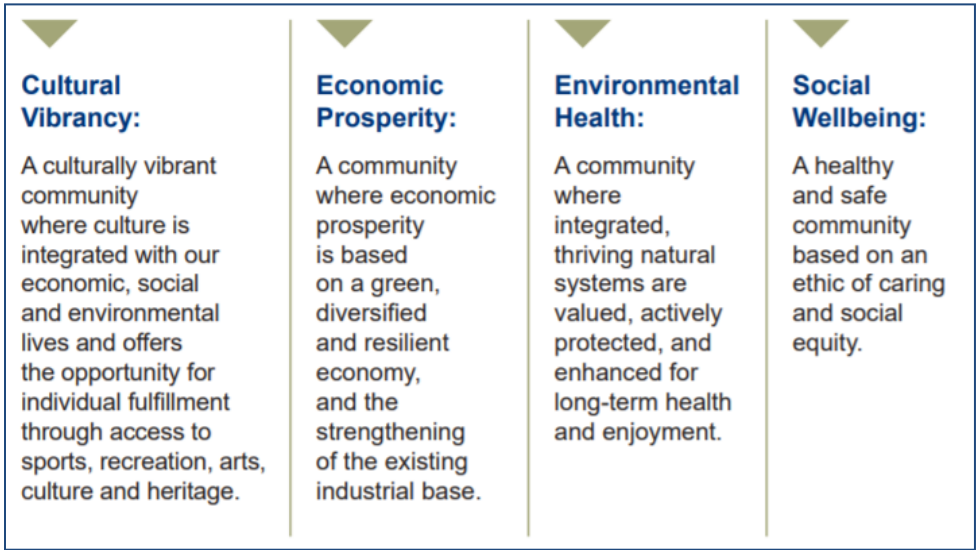 Cultural
Vibrancy:
A culturally vibrant
community
where culture is
integrated with our
economic, social
and environmental
lives and offers
the opportunity for
individual fulfillment
through access to
sports, recreation, arts,
culture and heritage.
Economic
Prosperity:
A community
where economic
prosperity
is based
on a green,
diversified
and resilient
economy,
and the
strengthening
of the existing
industrial base.
Environmental
Health:
A community
where
integrated,
thriving natural
systems are
valued, actively
protected, and
enhanced for
long-term health
and enjoyment.
Social
Wellbeing:
A healthy
and safe
community
based on an
ethic of caring
and social
equity.